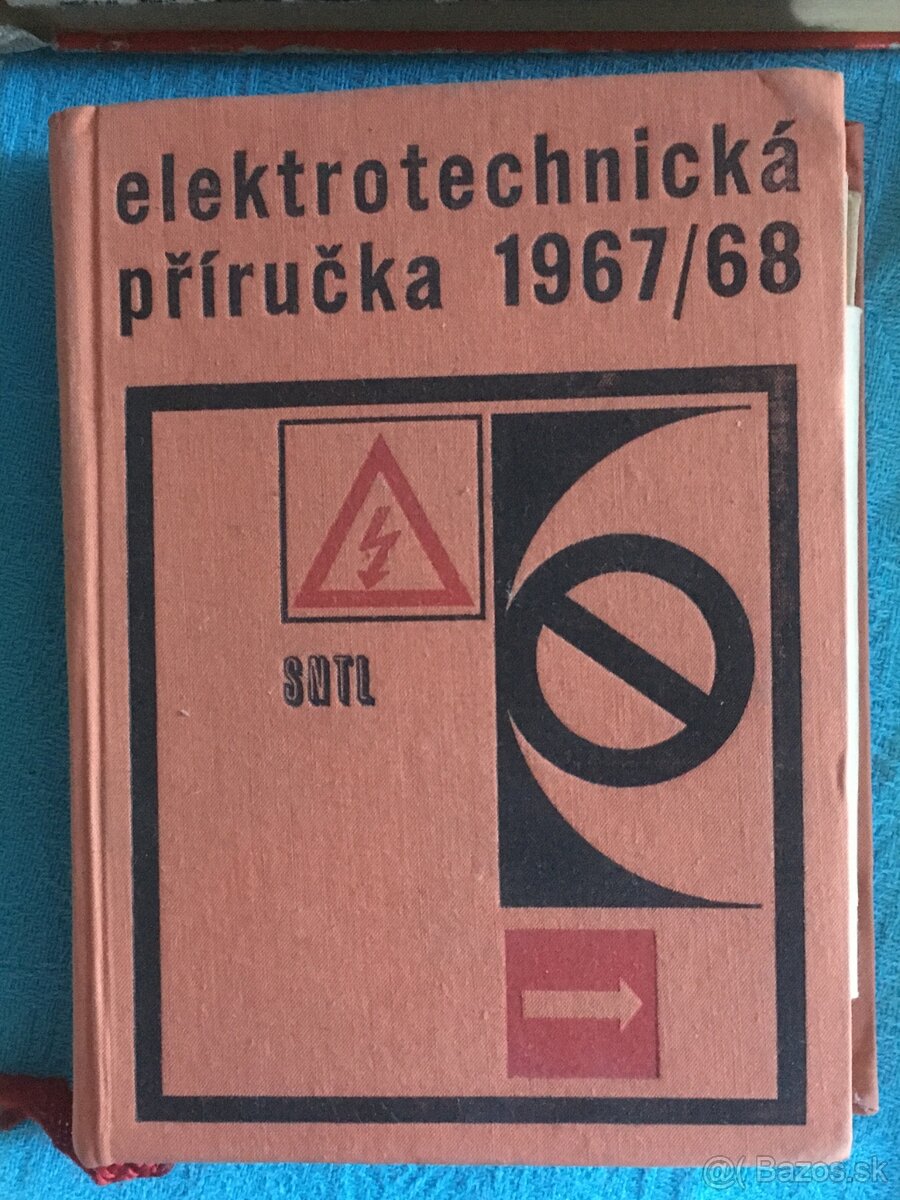 elektrotechnická
příručka 1967/68
SNTL
@( Bazos.sk